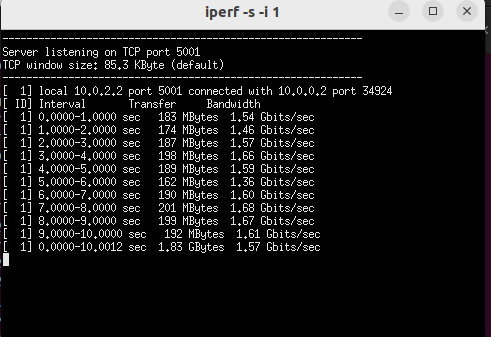 iperf -s -i 1
------------------------------------------------------------
Server listening on TCP port 5001
TCP window size: 85.3 KByte (default)
------------------------------------------------------------
[  1] local 10.0.2.2 port 5001 connected with 10.0.0.2 port 34924
[ ID] Interval       Transfer     Bandwidth
[  1] 0.0000-1.0000 sec   183 MBytes  1.54 Gbits/sec
[  1] 1.0000-2.0000 sec   174 MBytes  1.46 Gbits/sec
[  1] 2.0000-3.0000 sec   187 MBytes  1.57 Gbits/sec
[  1] 3.0000-4.0000 sec   198 MBytes  1.66 Gbits/sec
[  1] 4.0000-5.0000 sec   189 MBytes  1.59 Gbits/sec
[  1] 5.0000-6.0000 sec   162 MBytes  1.36 Gbits/sec
[  1] 6.0000-7.0000 sec   190 MBytes  1.60 Gbits/sec
[  1] 7.0000-8.0000 sec   201 MBytes  1.68 Gbits/sec
[  1] 8.0000-9.0000 sec   199 MBytes  1.67 Gbits/sec
[  1] 9.0000-10.0000 sec   192 MBytes  1.61 Gbits/sec
[  1] 0.0000-10.0012 sec  1.83 GBytes  1.57 Gbits/sec